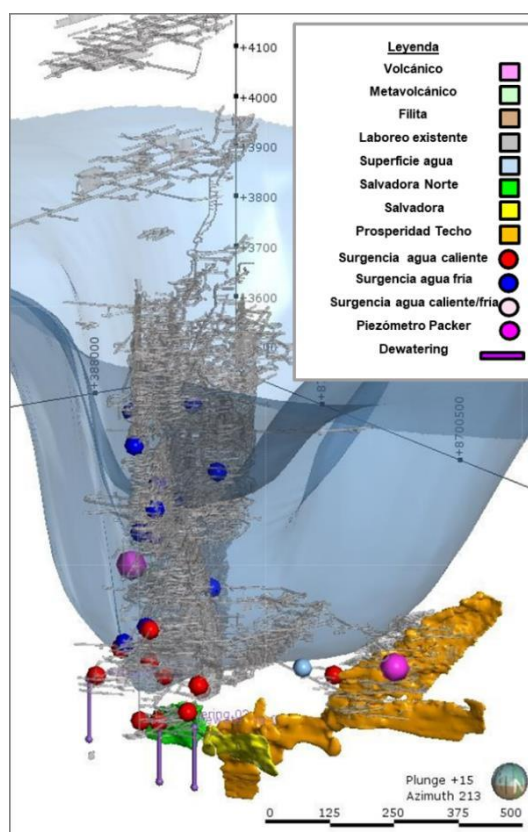 +4100
+4000
+3900
+3800
+3700
+3600
Leyenda
Volcánico
Metavolcánico
Filita
Laboreo existente
Superficie agua
Salvadora Norte
Salvadora
Prosperidad Techo
Surgencia agua caliente
Surgencia agua fría
Surgencia agua caliente/fría
Piezómetro Packer
Dewatering
+388000
+8700500
Plunge +15
Azimuth 213
0 125 250 375 500